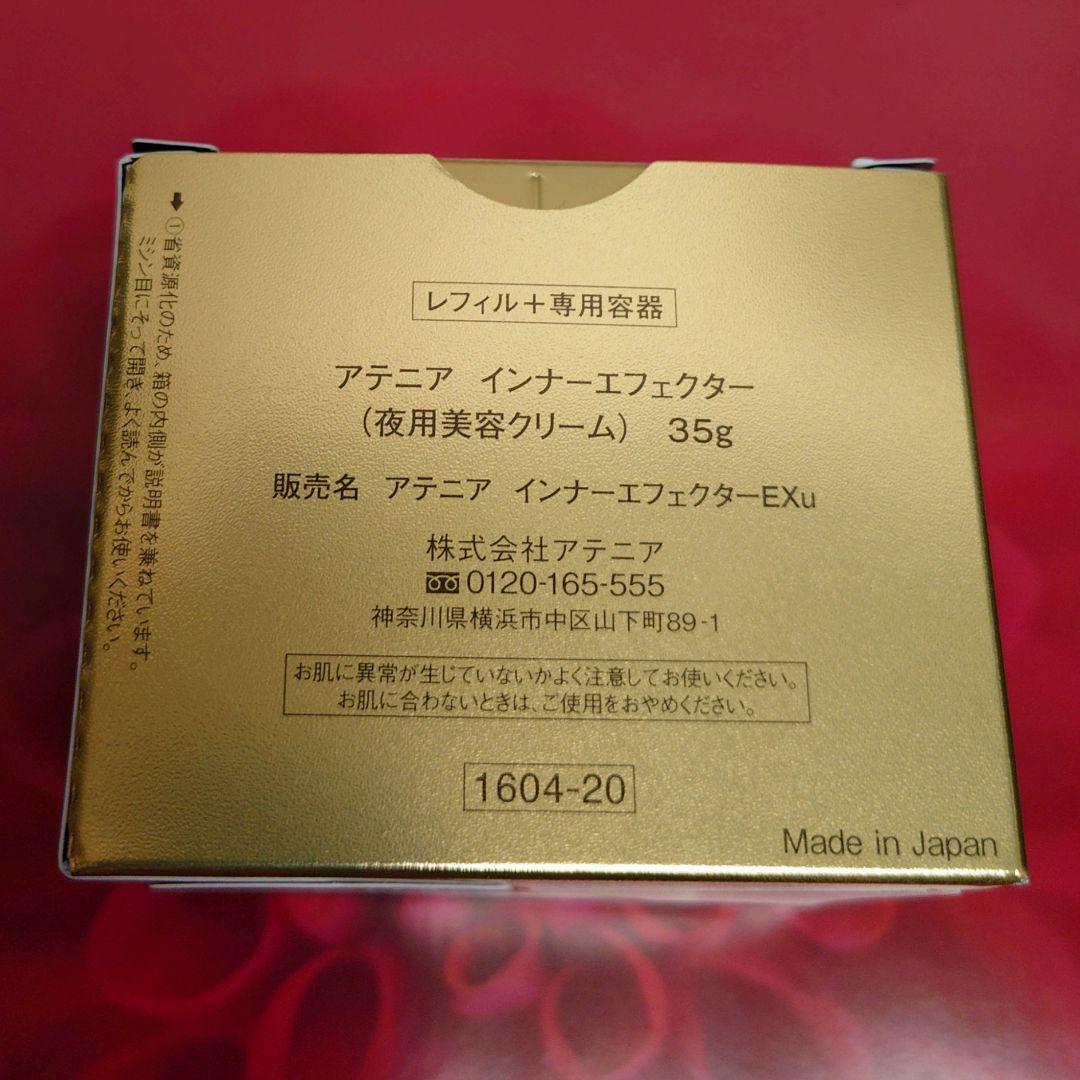 レフィル＋専用容器
アテニア　インナーエフェクター
（夜用美容クリーム）　35g
販売名　アテニア　インナーエフェクターEXu
株式会社アテニア
0120-165-555
神奈川県横浜市中区山下町89-1
お肌に異常が生じていないかよく注意してお使いください。
お肌に合わないときは、ご使用をおやめください。
1604-20
Made in Japan
①省資源化のため、箱の内側が説明書を兼ねています。
ミシン目にそって開き、よく読んでからお使いください。